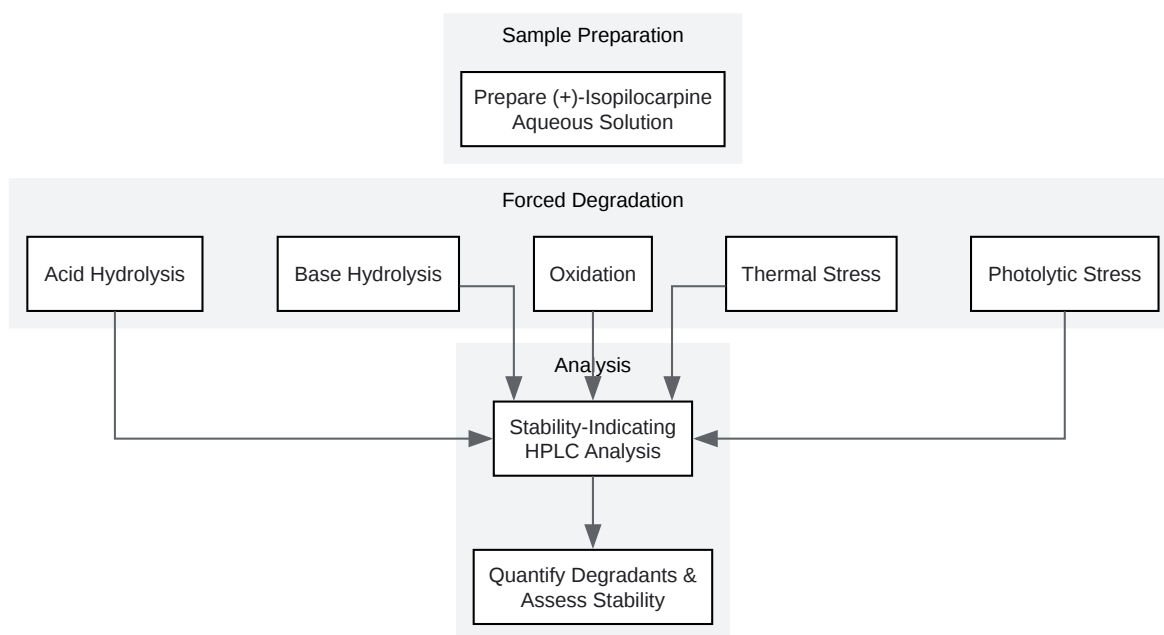 Sample Preparation
Prepare (+)-Isopilocarpine
Aqueous Solution
Forced Degradation
Acid Hydrolysis
Base Hydrolysis
Oxidation
Thermal Stress
Photolytic Stress
Analysis
Stability-Indicating
HPLC Analysis
Quantify Degradants &
Assess Stability